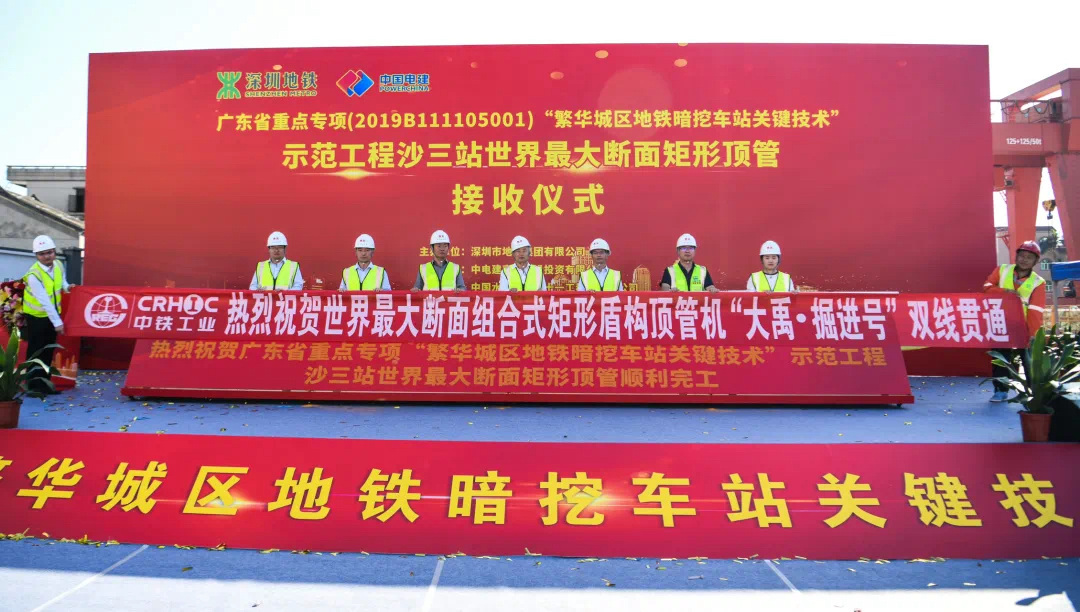 深圳地铁
SHENZHEN METRO
中国电建
POWERCHINA
广东省重点专项(2019B111105001)“繁华城区地铁暗挖车站关键技术”
示范工程沙三站世界最大断面矩形顶管
接收仪式
位：深圳市地 集团有限公司
中电建 投资有
中国水 公司
125+125/50t
CRHIC
中铁工业
热烈祝贺世界最大断面组合式矩形盾构顶管机“大禹·掘进号”双线贯通
热烈祝贺广东省重点专项“繁华城区地铁暗挖车站关键技术”示范工程
沙三站世界最大断面矩形顶管顺利完工
华城区地铁暗挖车站关键技